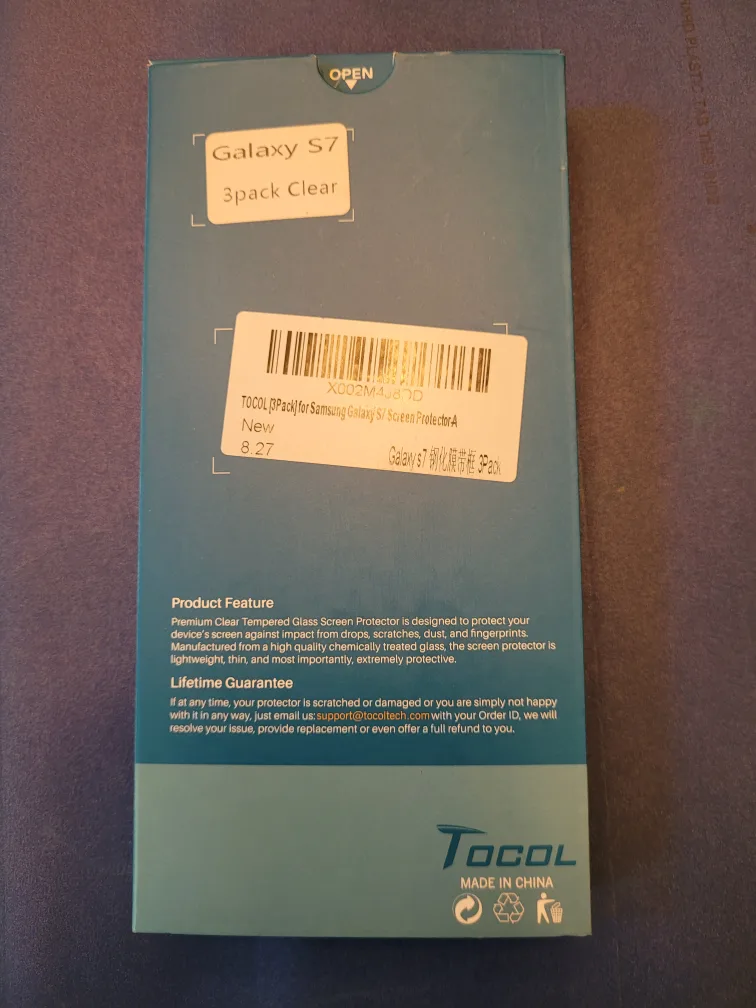 OPEN
Galaxy S7
3pack Clear
TOCOL [3Pack] for Samsung Galaxy S7 Screen Protector A
New
8.27
Galaxy s7 钢化膜带框 3Pack
Product Feature
Premium Clear Tempered Glass Screen Protector is designed to protect your
device's screen against impact from drops, scratches, dust, and fingerprints.
Manufactured from a high quality chemically treated glass, the screen protector is
lightweight, thin, and most importantly, extremely protective.
Lifetime Guarantee
If at any time, your protector is scratched or damaged or you are simply not happy
with it in any way, just email us:support@tocoltech.com with your Order ID, we will
resolve your issue, provide replacement or even offer a full refund to you.
TOCOL
MADE IN CHINA